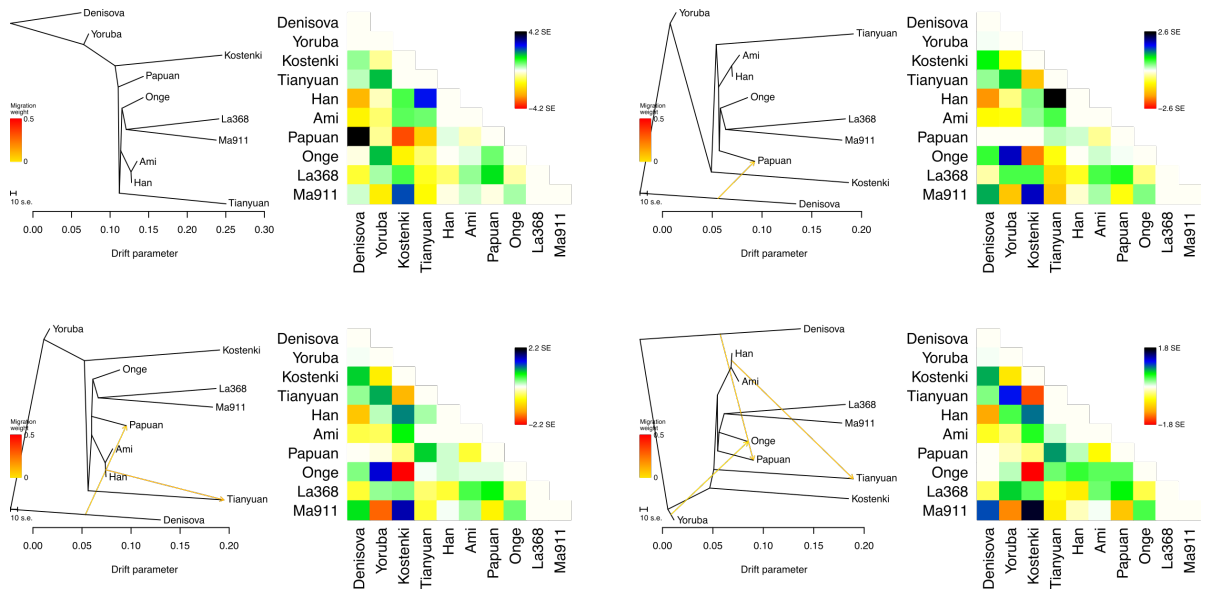 Denisova
Yoruba
Kostenki
Papuan
Onge
La368
Ma911
Ami
Han
Tianyuan
Migration
weight
0.5
0
10 s.e.
0.00 0.05 0.10 0.15 0.20 0.25 0.30
Drift parameter
Denisova
Yoruba
Kostenki
Tianyuan
Han
Ami
Papuan
Onge
La368
Ma911
4.2 SE
−4.2 SE
Denisova Yoruba Kostenki Tianyuan Han Ami Papuan Onge La368 Ma911
Yoruba
Tianyuan
Ami
Han
Onge
La368
Ma911
Papuan
Kostenki
Denisova
Migration
weight
0.5
0
10 s.e.
0.00 0.05 0.10 0.15 0.20
Drift parameter
Denisova
Yoruba
Kostenki
Tianyuan
Han
Ami
Papuan
Onge
La368
Ma911
2.6 SE
−2.6 SE
Denisova Yoruba Kostenki Tianyuan Han Ami Papuan Onge La368 Ma911
Yoruba
Kostenki
Onge
La368
Ma911
Papuan
Ami
Han
Tianyuan
Denisova
Migration
weight
0.5
0
10 s.e.
0.00 0.05 0.10 0.15 0.20
Drift parameter
Denisova
Yoruba
Kostenki
Tianyuan
Han
Ami
Papuan
Onge
La368
Ma911
2.2 SE
−2.2 SE
Denisova Yoruba Kostenki Tianyuan Han Ami Papuan Onge La368 Ma911
Denisova
Han
Ami
La368
Ma911
Onge
Papuan
Tianyuan
Kostenki
Yoruba
Migration
weight
0.5
0
10 s.e.
0.00 0.05 0.10 0.15 0.20
Drift parameter
Denisova
Yoruba
Kostenki
Tianyuan
Han
Ami
Papuan
Onge
La368
Ma911
1.8 SE
−1.8 SE
Denisova Yoruba Kostenki Tianyuan Han Ami Papuan Onge La368 Ma911